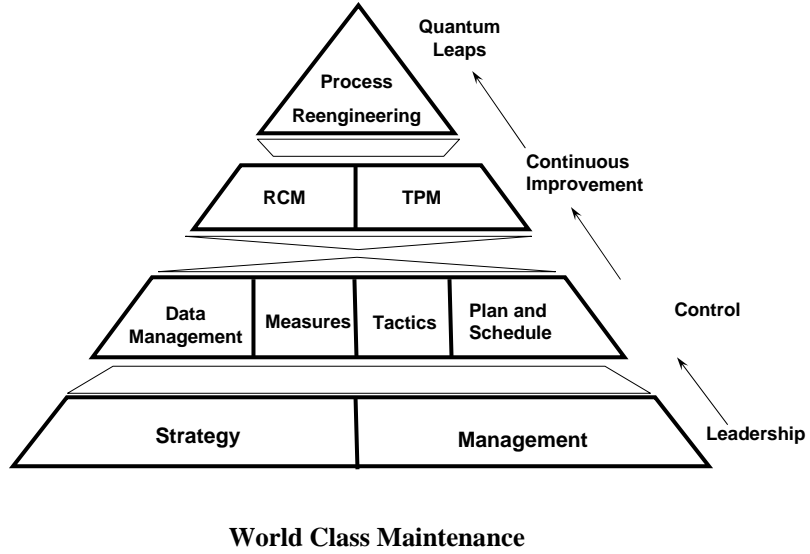 Quantum
Leaps
Process
Reengineering
Continuous
Improvement
RCM TPM
Data
Management
Measures
Tactics
Plan and
Schedule
Control
Leadership
Strategy
Management
World Class Maintenance